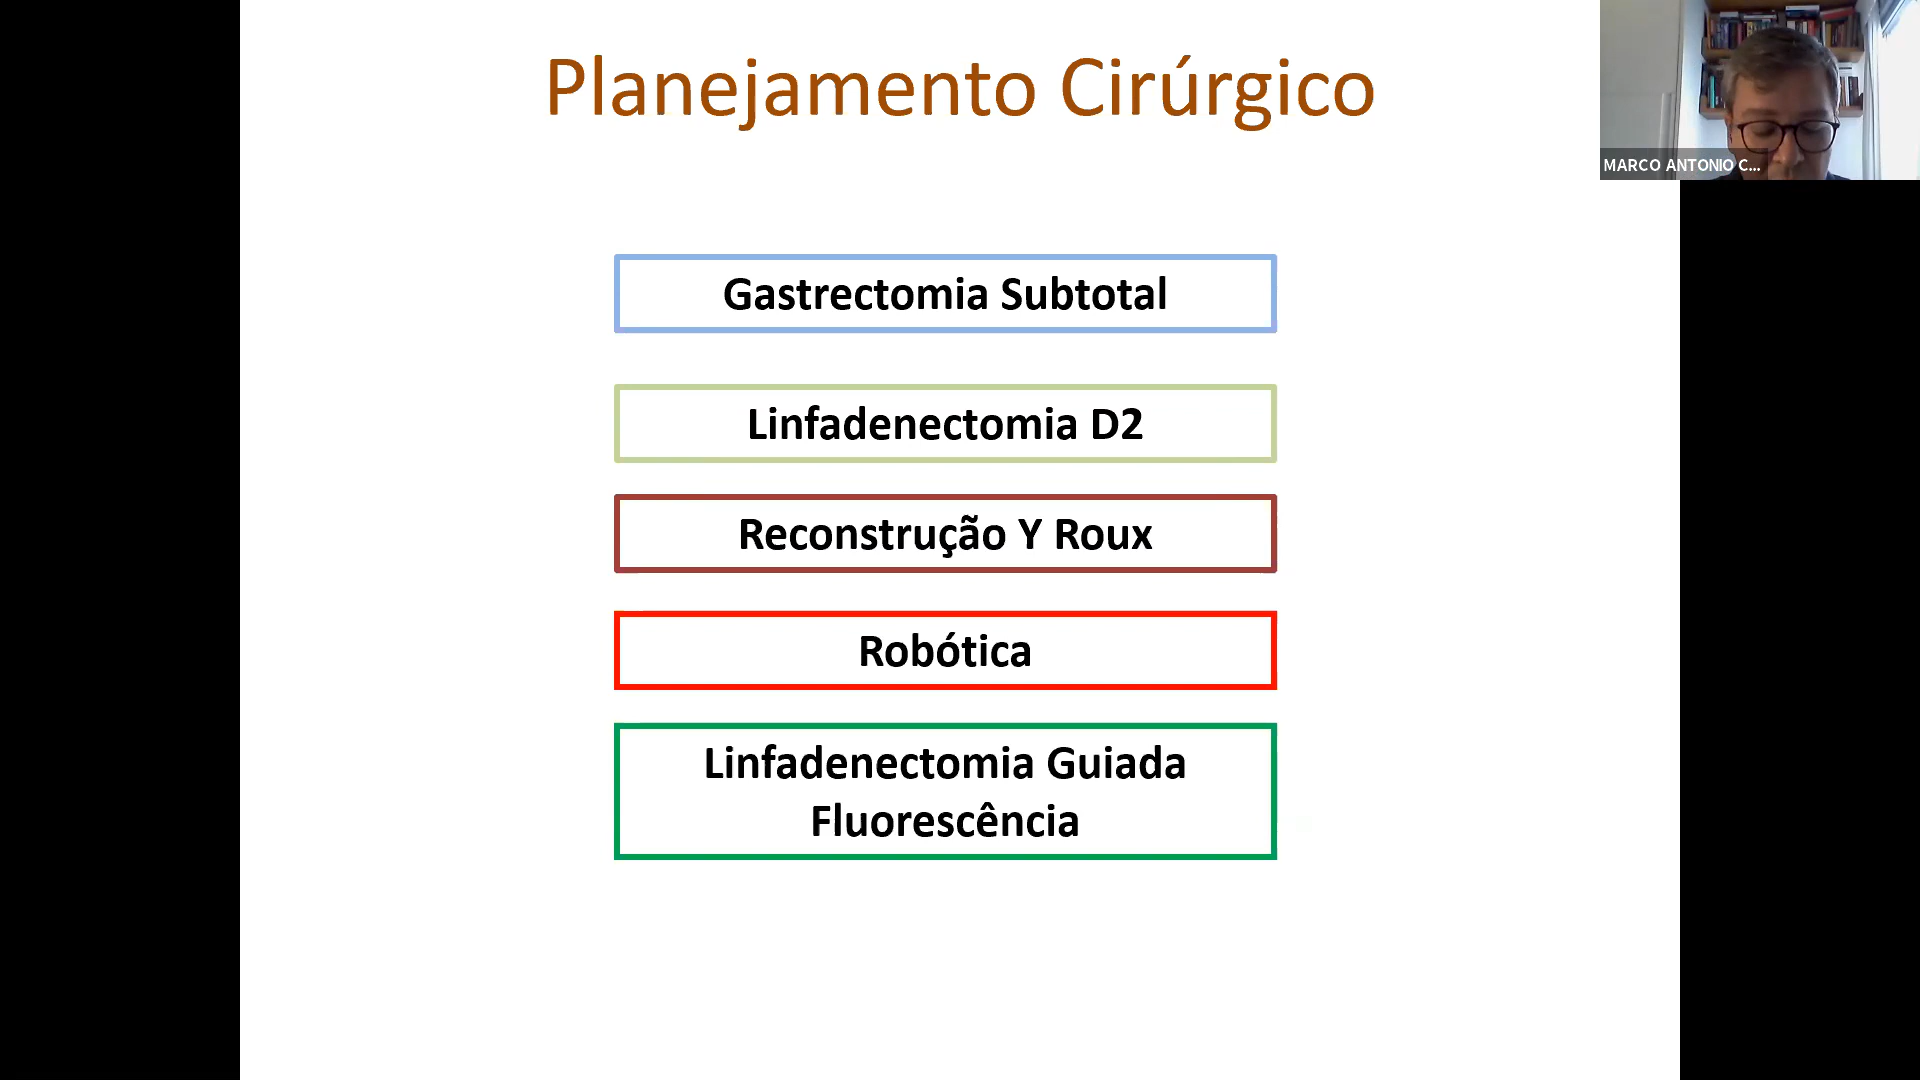 Planejamento Cirúrgico
MARCO ANTONIO C...
Gastrectomia Subtotal
Linfadenectomia D2
Reconstrução Y Roux
Robótica
Linfadenectomia Guiada
Fluorescência